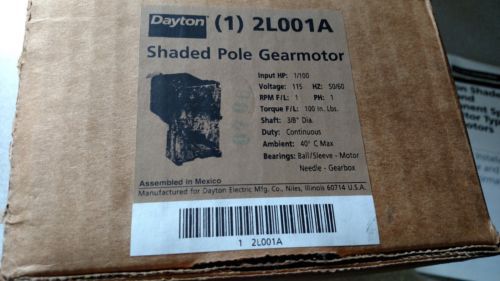 Dayton (1) 2L001A
Shaded Pole Gearmotor
Input HP: 1/100
Voltage: 115 HZ: 50/60
RPM F/L: 1 PH: 1
Torque F/L: 100 in. Lbs.
Shaft: 3/8" Dia.
Duty: Continuous
Ambient: 40° C Max
Bearings: Ball/Sleeve - Motor
Needle - Gearbox
Assembled in Mexico
Manufactured for Dayton Electric Mfg. Co., Niles, Illinois 60714 U.S.A.
1 2L001A